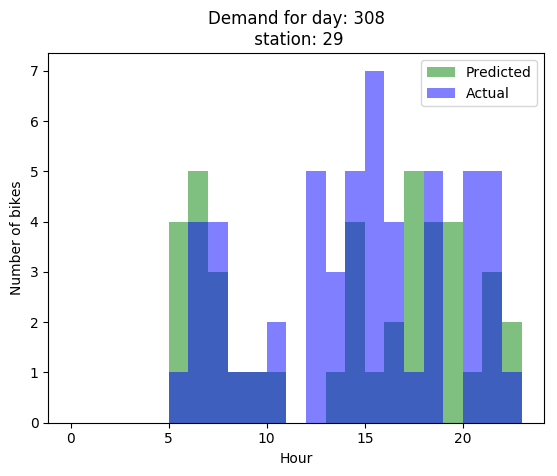 Demand for day: 308
station: 29
Predicted
Actual
Number of bikes
7
6
5
4
3
2
1
0
0 5 10 15 20
Hour